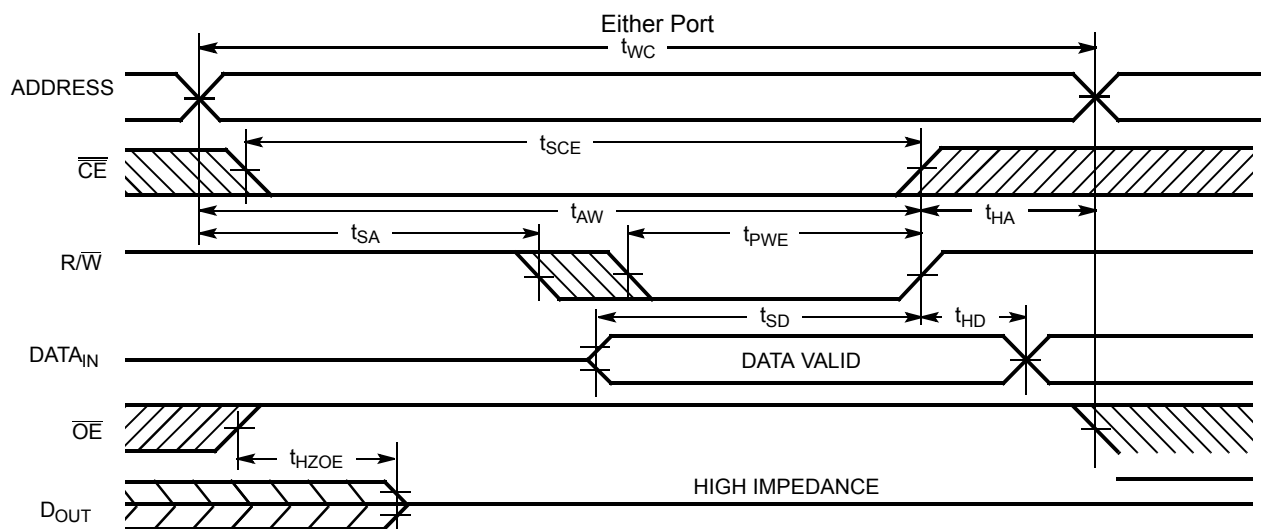 Either Port
tWC
ADDRESS
tSCE
CE
tAW
tHA
tSA
tPWE
R/W
tSD
tHD
DATAIN
DATA VALID
OE
tHZOE
HIGH IMPEDANCE
DOUT